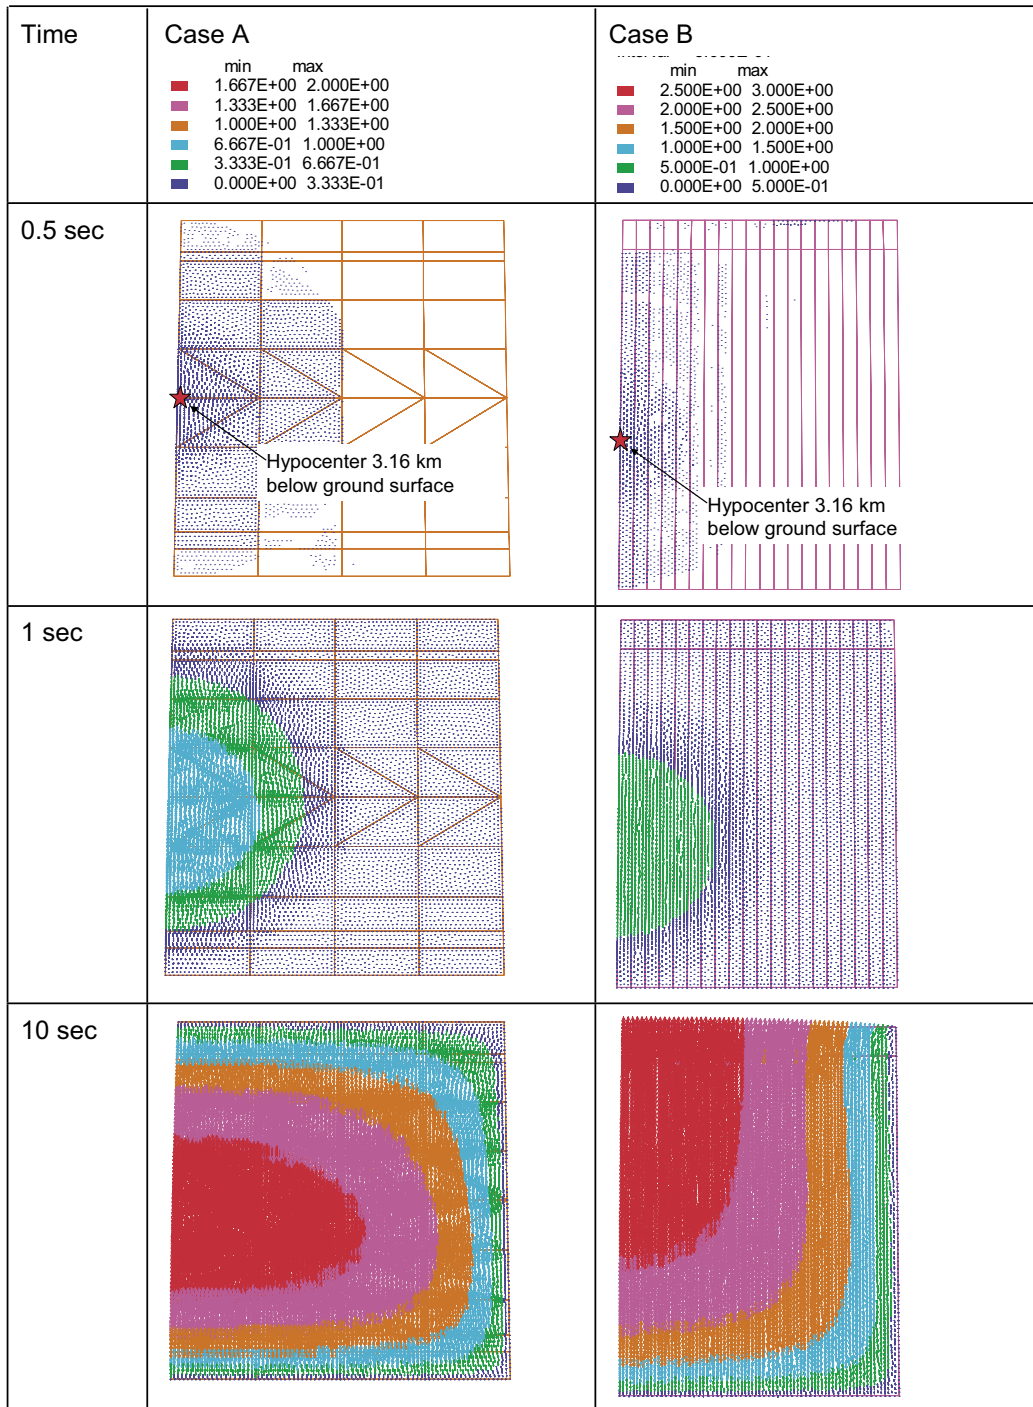 Time
Case A
min max
1.667E+00 2.000E+00
1.333E+00 1.667E+00
1.000E+00 1.333E+00
6.667E-01 1.000E+00
3.333E-01 6.667E-01
0.000E+00 3.333E-01
Case B
min max
2.500E+00 3.000E+00
2.000E+00 2.500E+00
1.500E+00 2.000E+00
1.000E+00 1.500E+00
5.000E-01 1.000E+00
0.000E+00 5.000E-01
0.5 sec
Hypocenter 3.16 km
below ground surface
Hypocenter 3.16 km
below ground surface
1 sec
10 sec